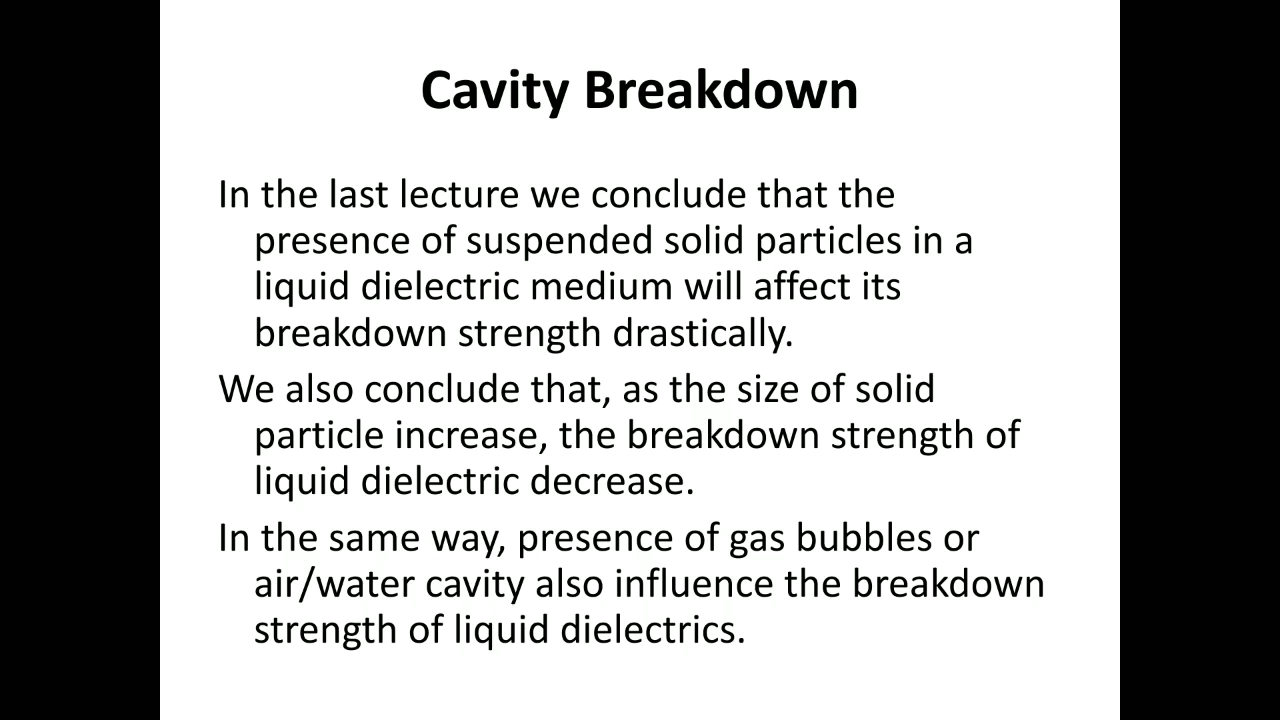 Cavity Breakdown
In the last lecture we conclude that the
presence of suspended solid particles in a
liquid dielectric medium will affect its
breakdown strength drastically.
We also conclude that, as the size of solid
particle increase, the breakdown strength of
liquid dielectric decrease.
In the same way, presence of gas bubbles or
air/water cavity also influence the breakdown
strength of liquid dielectrics.